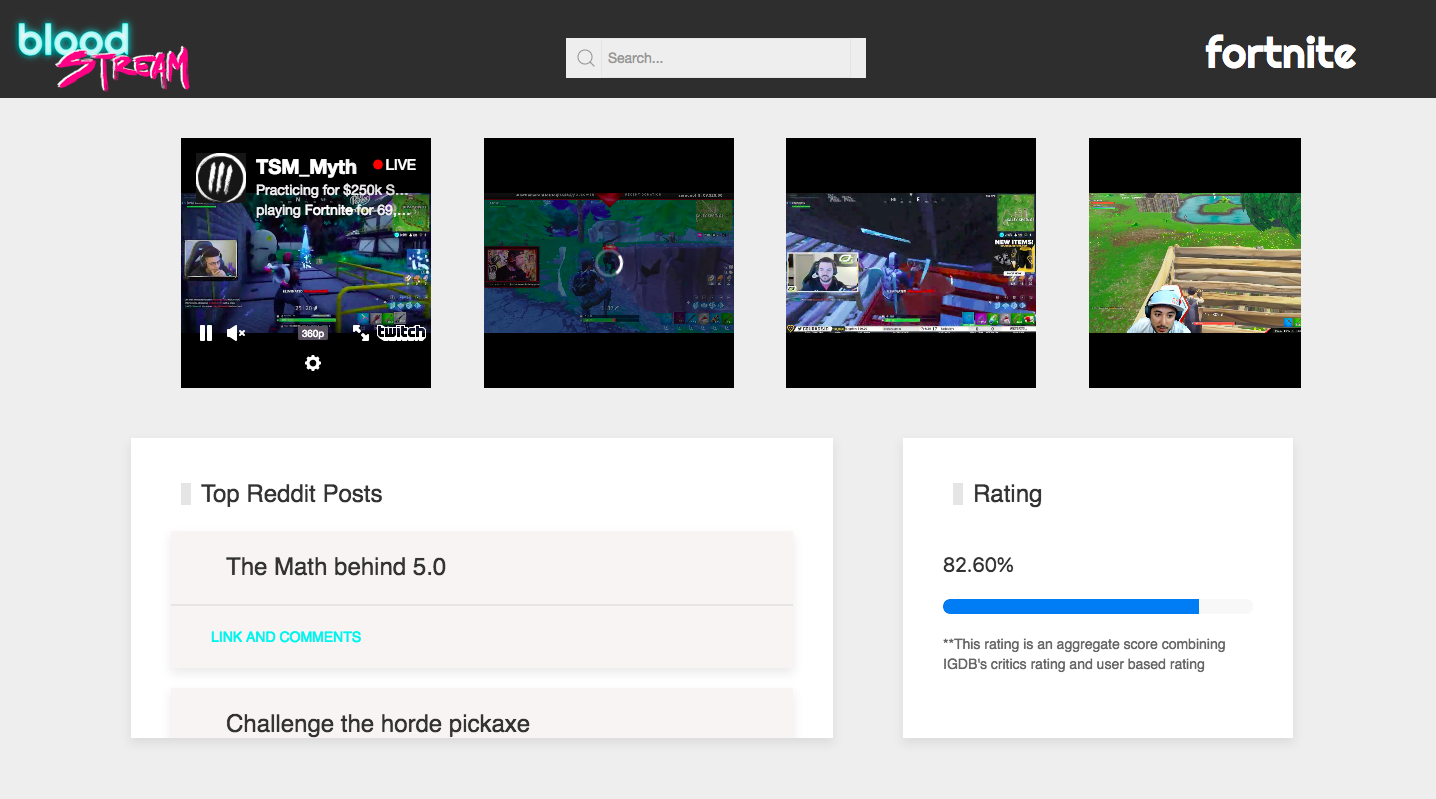 blood
STREAM
Search...
fortnite
TSM_Myth
LIVE
Practicing for $250k S...
playing Fortnite for 69,...
360p
twitch
NEW ITEMS!
Top Reddit Posts
The Math behind 5.0
LINK AND COMMENTS
Challenge the horde pickaxe
Rating
82.60%
**This rating is an aggregate score combining
IGDB's critics rating and user based rating